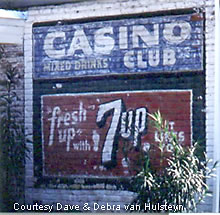 CASINO
MIXED DRINKS CLUB
"fresh
up"
with
7up
Courtesy Dave & Debra van Hulsteyn